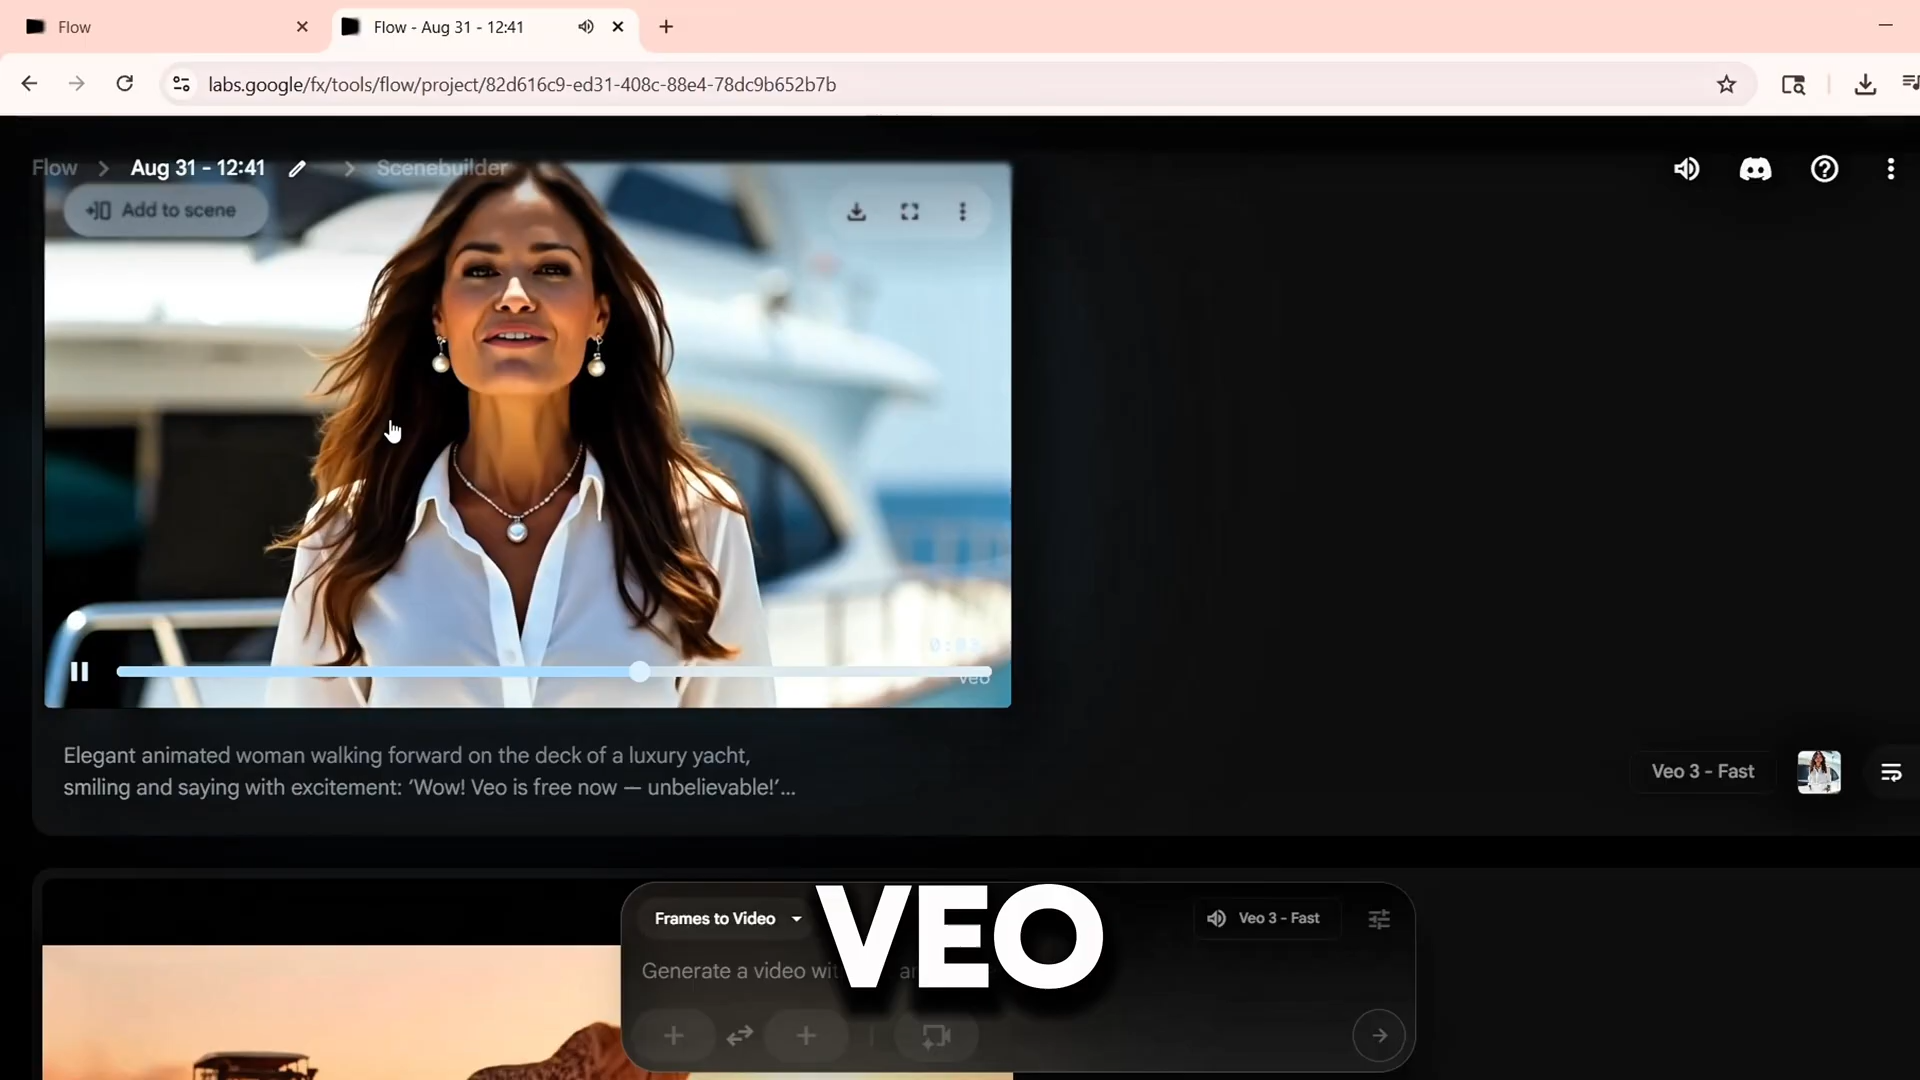 Flow
Flow - Aug 31 - 12:41
labs.google/fx/tools/flow/project/82d616c9-ed31-408c-88e4-78dc9b652b7b
Flow > Aug 31 - 12:41 > Scenebuilder
Add to scene
veo
Elegant animated woman walking forward on the deck of a luxury yacht,
smiling and saying with excitement: ‘Wow! Veo is free now — unbelievable!’...
Veo 3 - Fast
Frames to Video
Veo 3 - Fast
Generate a video
VEO